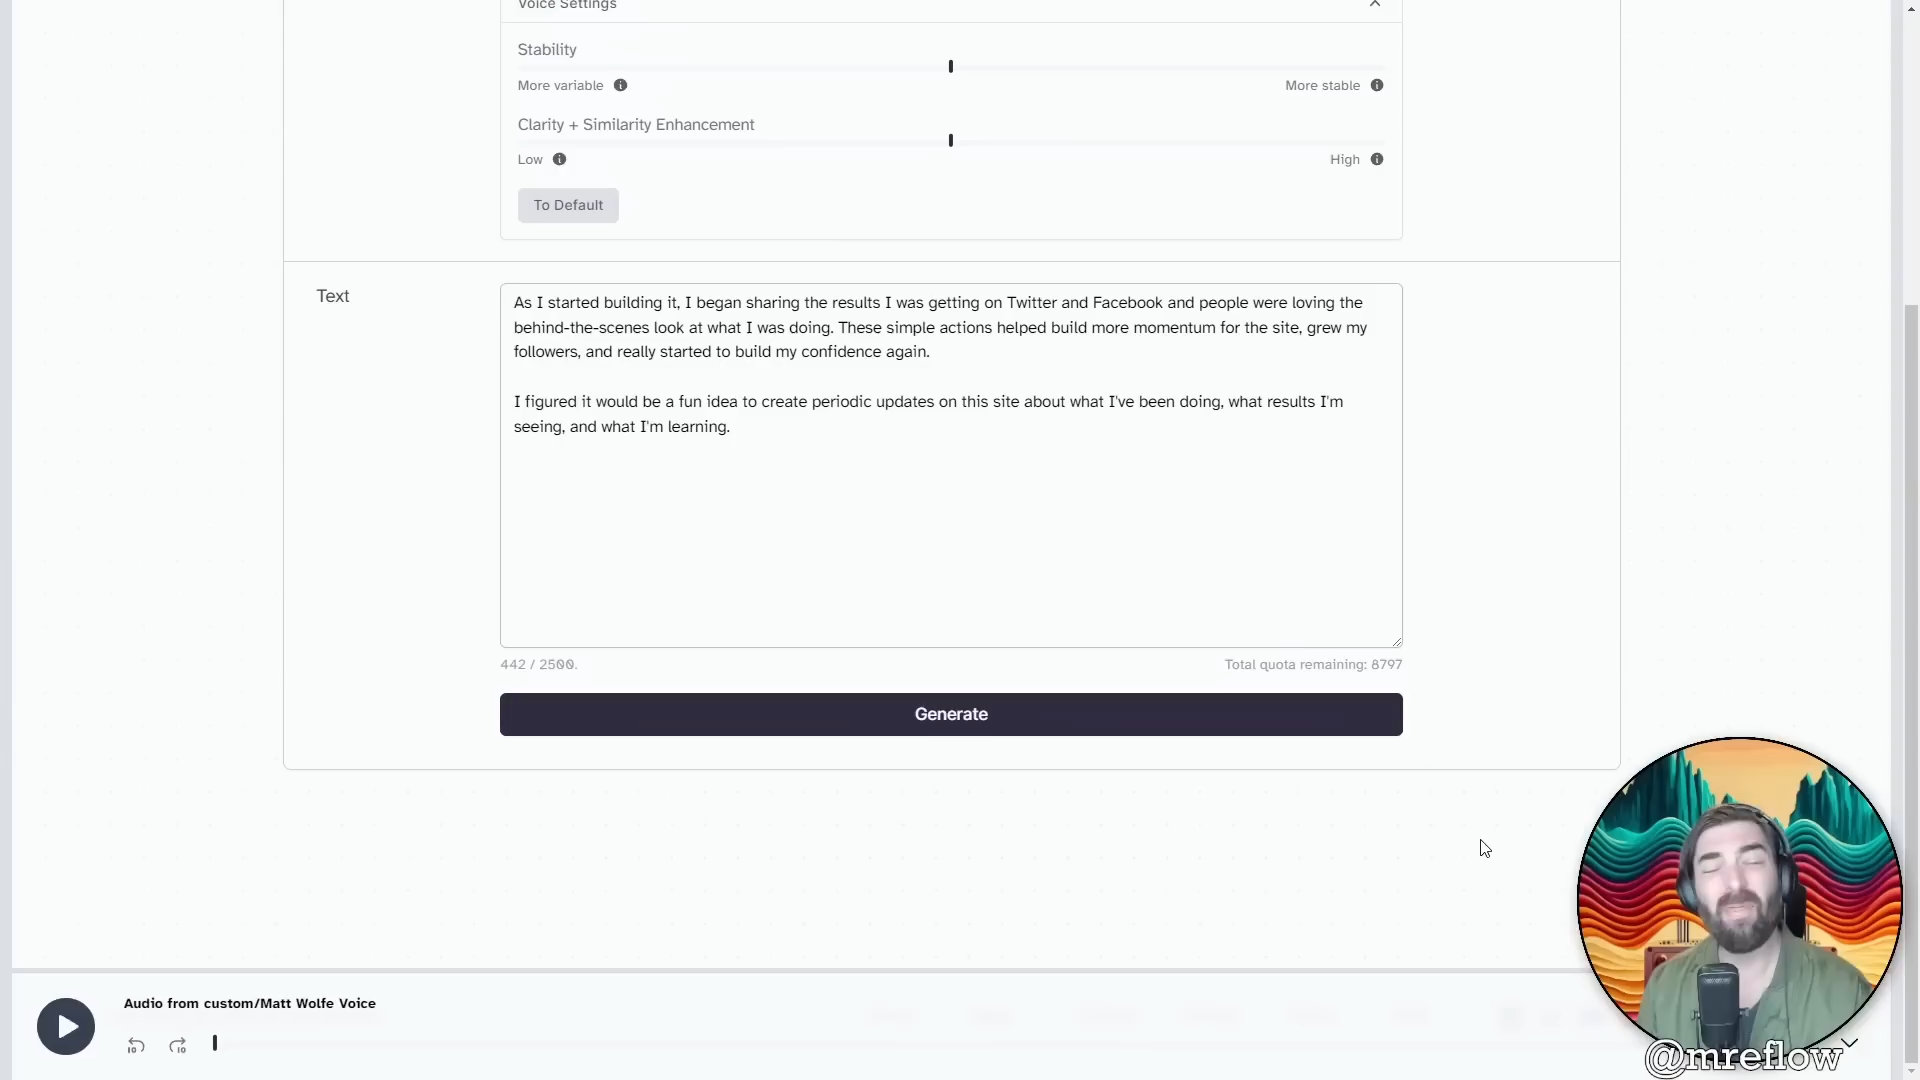 Voice Settings
Stability
More variable
More stable
Clarity + Similarity Enhancement
Low
High
To Default
Text
As I started building it, I began sharing the results I was getting on Twitter and Facebook and people were loving the
behind-the-scenes look at what I was doing. These simple actions helped build more momentum for the site, grew my
followers, and really started to build my confidence again.
I figured it would be a fun idea to create periodic updates on this site about what I've been doing, what results I'm
seeing, and what I'm learning.
442 / 2500.
Total quota remaining: 8797
Generate
Audio from custom/Matt Wolfe Voice
10
10
@mreflow